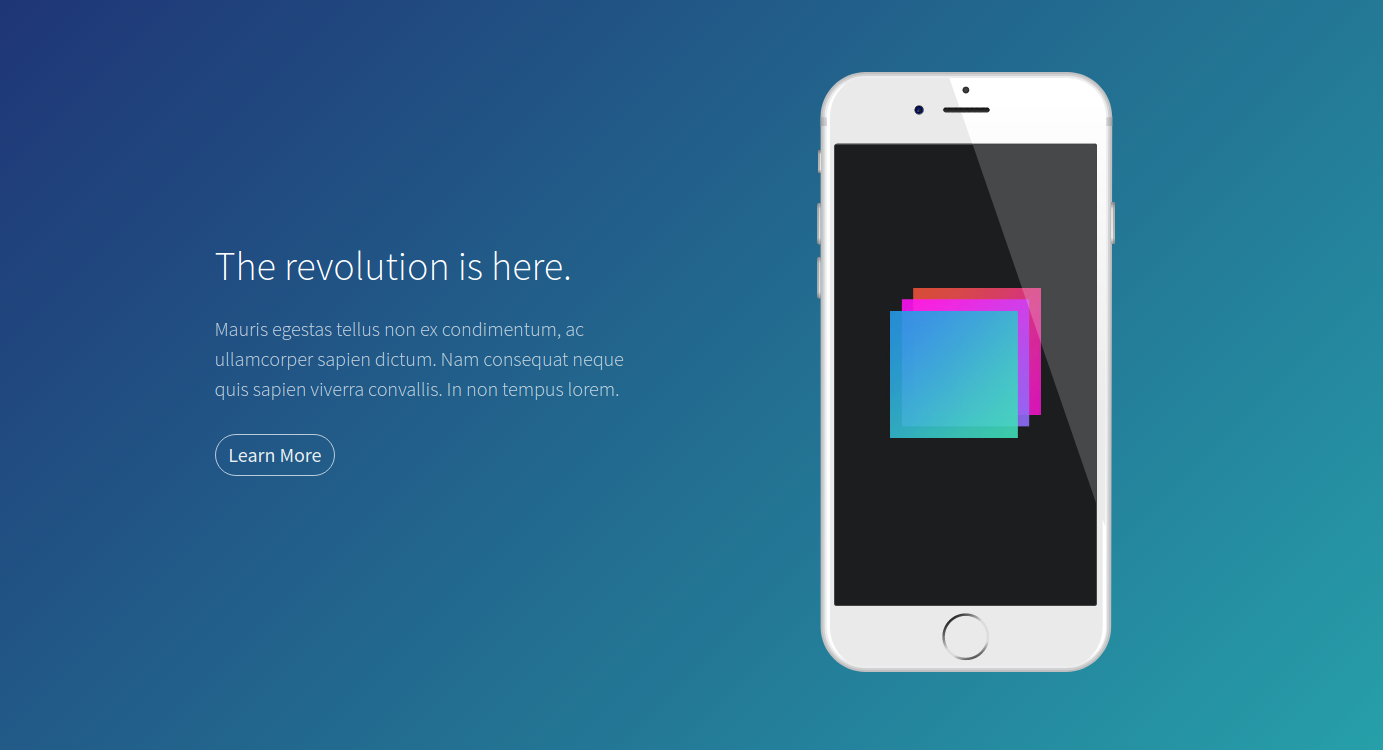 The revolution is here.
Mauris egestas tellus non ex condimentum, ac
ullamcorper sapien dictum. Nam consequat neque
quis sapien viverra convallis. In non tempus lorem.
Learn More